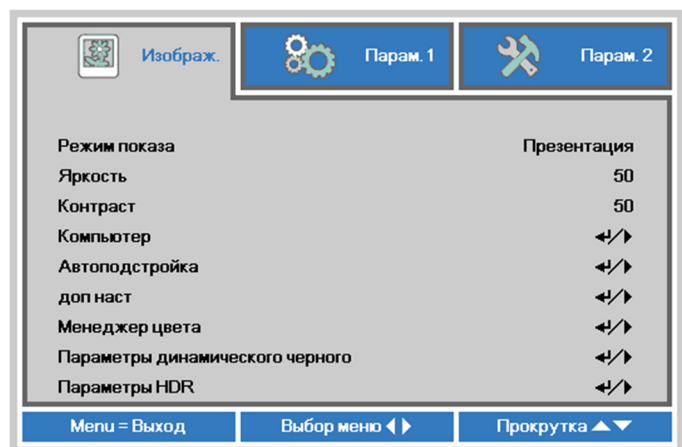 Изображ. Парам. 1 Парам. 2
Режим показа Презентация
Яркость 50
Контраст 50
Компьютер ↵/▶
Автоподстройка ↵/▶
доп наст ↵/▶
Менеджер цвета ↵/▶
Параметры динамического черного ↵/▶
Параметры HDR ↵/▶
Menu = Выход Выбор меню ◀▶ Прокрутка ▲▼